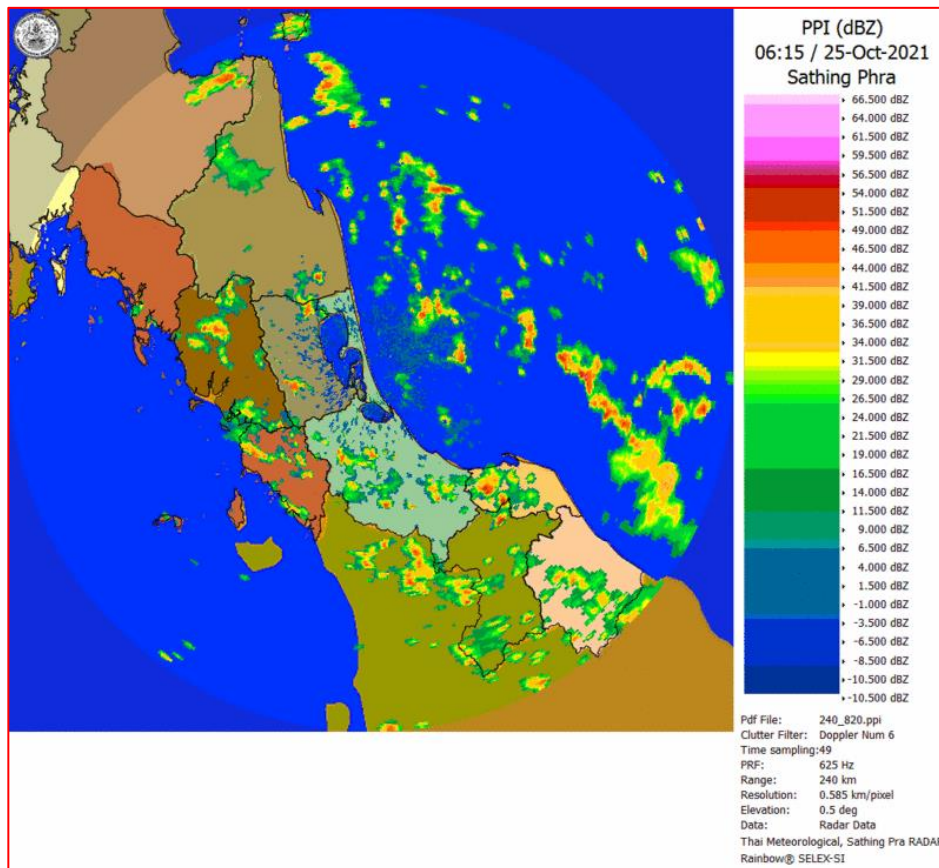 PPI (dBZ)
06:15 / 25-Oct-2021
Sathing Phra
66.500 dBZ
64.000 dBZ
61.500 dBZ
59.500 dBZ
56.500 dBZ
54.000 dBZ
51.500 dBZ
49.000 dBZ
46.500 dBZ
44.000 dBZ
41.500 dBZ
39.000 dBZ
36.500 dBZ
34.000 dBZ
31.500 dBZ
29.000 dBZ
26.500 dBZ
24.000 dBZ
21.500 dBZ
19.000 dBZ
16.500 dBZ
14.000 dBZ
11.500 dBZ
9.000 dBZ
6.500 dBZ
4.000 dBZ
1.500 dBZ
-1.000 dBZ
-3.500 dBZ
-6.500 dBZ
-8.500 dBZ
-10.500 dBZ
-10.500 dBZ
Pdf File: 240_820.ppi
Clutter Filter: Doppler Num 6
Time sampling:49
PRF: 625 Hz
Range: 240 km
Resolution: 0.585 km/pixel
Elevation: 0.5 deg
Data: Radar Data
Thai Meteorological, Sathing Pra RADAR
Rainbow® SELEX-SI